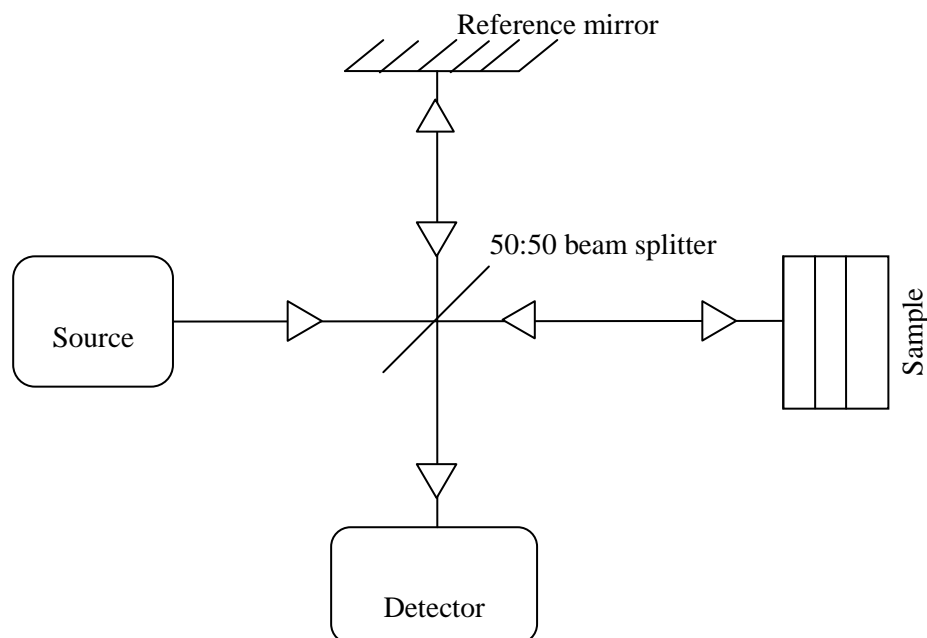 Reference mirror
50:50 beam splitter
Source
Sample
Detector